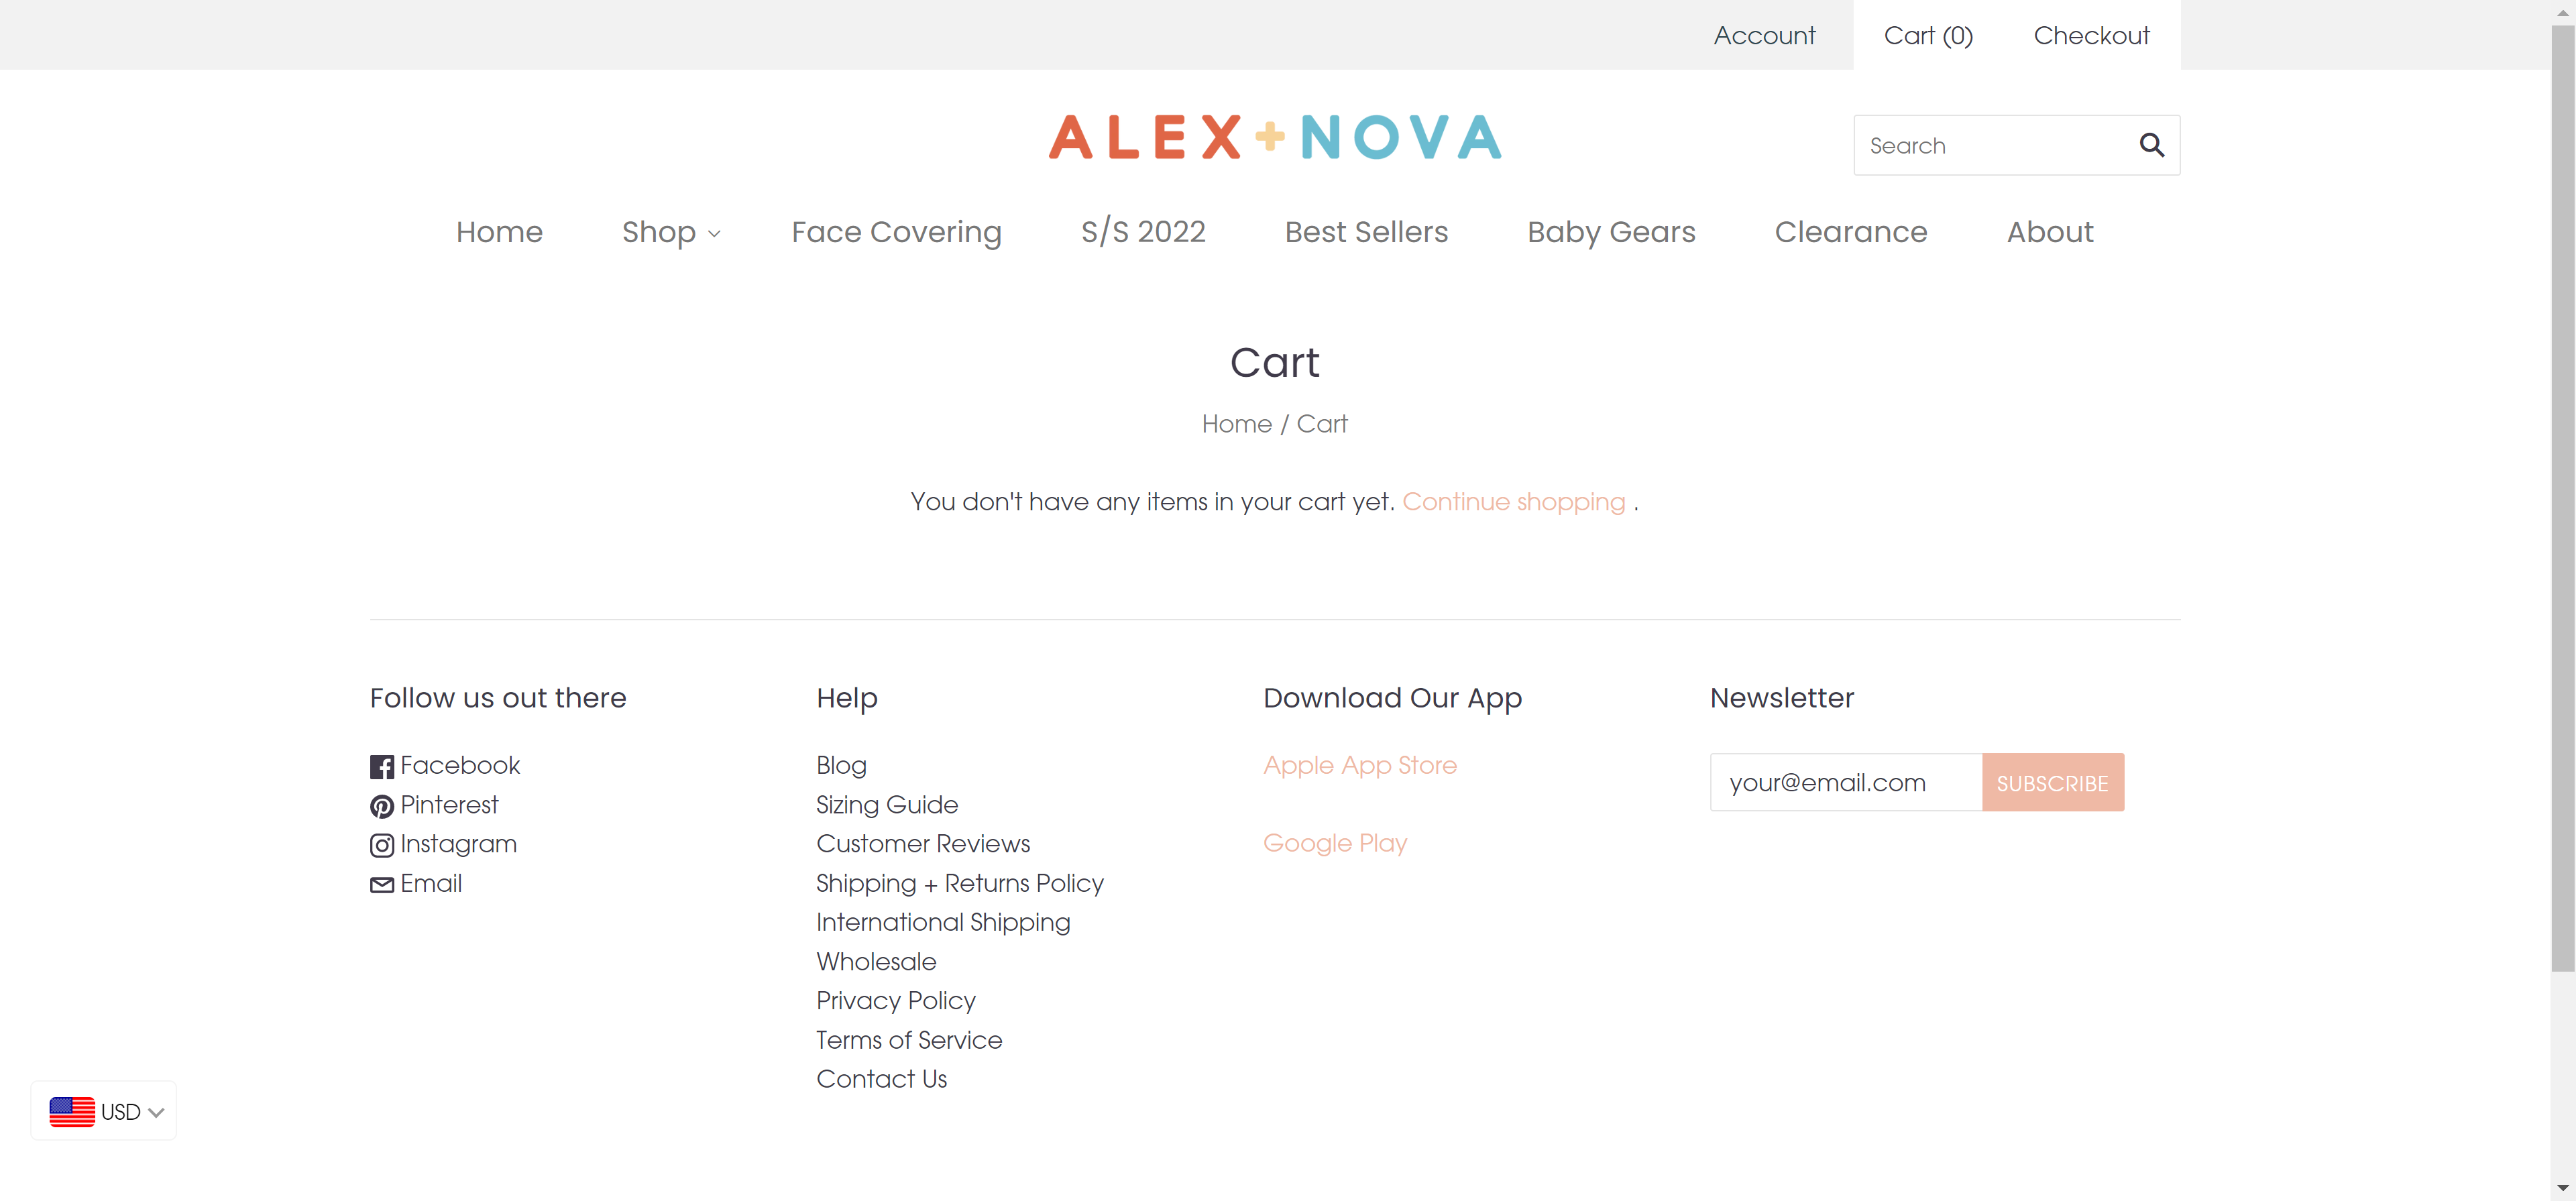 Account Cart (0) Checkout
ALEX+NOVA
Search
Home Shop Face Covering S/S 2022 Best Sellers Baby Gears Clearance About
Cart
Home / Cart
You don't have any items in your cart yet. Continue shopping .
Follow us out there
Facebook
Pinterest
Instagram
Email
Help
Blog
Sizing Guide
Customer Reviews
Shipping + Returns Policy
International Shipping
Wholesale
Privacy Policy
Terms of Service
Contact Us
Download Our App
Apple App Store
Google Play
Newsletter
your@email.com SUBSCRIBE
USD